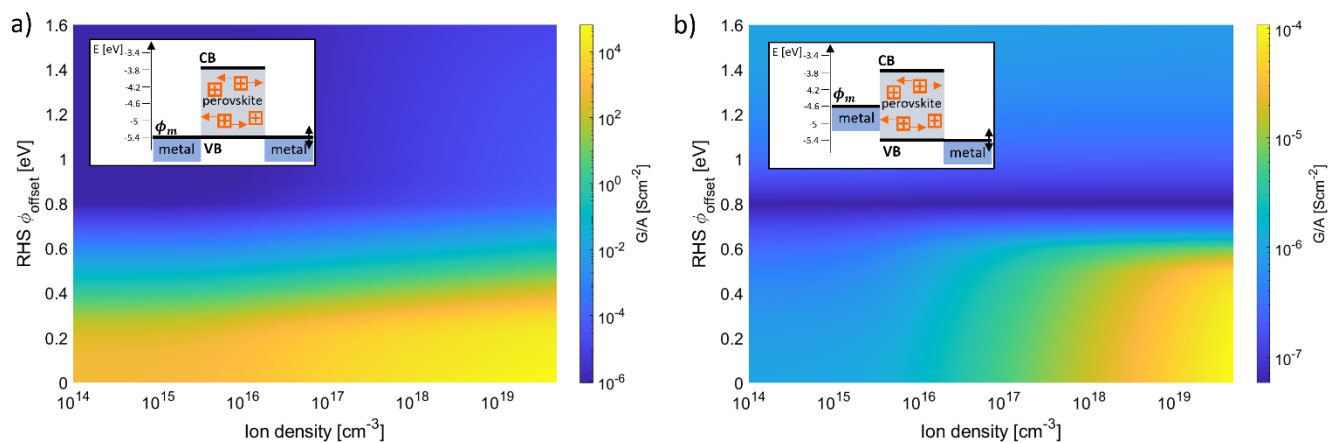 a)
1.6
1.4
1.2
1
0.8
0.6
0.4
0.2
0
RHS ϕoffset [eV]
10^14
10^15
10^16
10^17
10^18
10^19
Ion density [cm^-3]
E [eV]
-3.4
-3.8
-4.2
-4.6
-5
-5.4
CB
perovskite
ϕm
metal
VB
metal
10^4
10^2
10^0
10^-2
10^-4
10^-6
G/A [Scm^-2]
b)
1.6
1.4
1.2
1
0.8
0.6
0.4
0.2
0
RHS ϕoffset [eV]
10^14
10^15
10^16
10^17
10^18
10^19
Ion density [cm^-3]
E [eV]
-3.4
-3.8
-4.2
-4.6
-5
-5.4
CB
perovskite
ϕm
metal
VB
metal
10^-4
10^-5
10^-6
10^-7
G/A [Scm^-2]